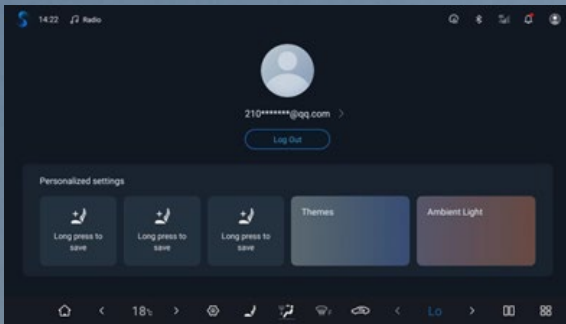 14:22 Radio
210*******@qq.com
Log Out
Personalized settings
Long press to
save
Long press to
save
Long press to
save
Themes
Ambient Light
18℃
Lo